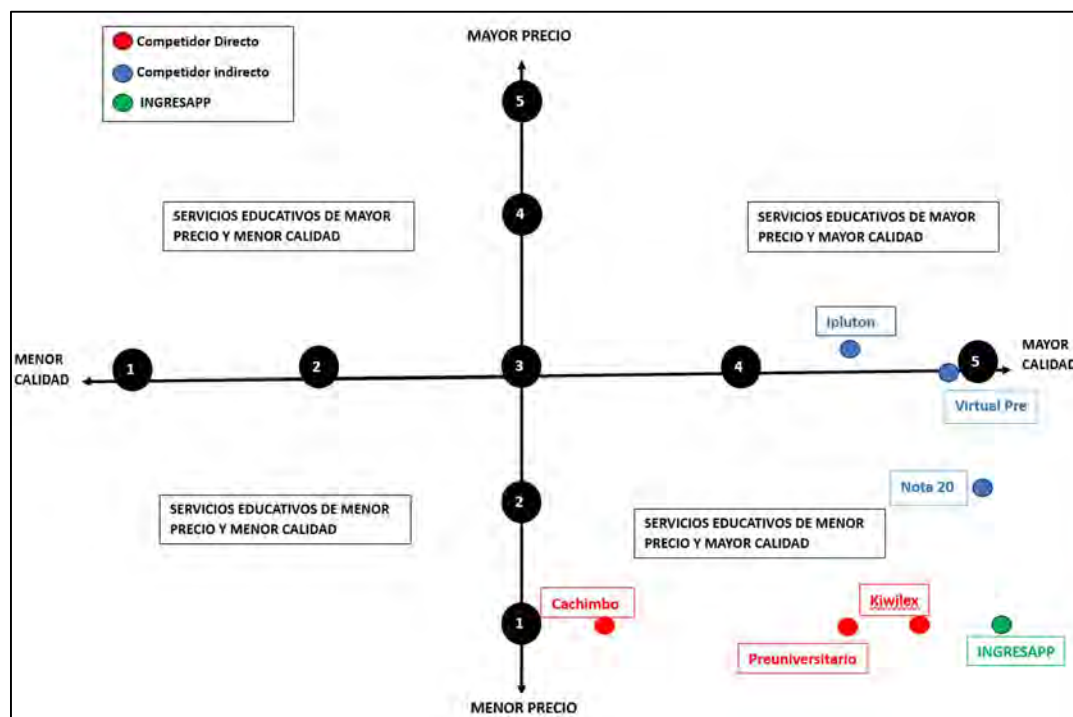 Competidor Directo
Competidor indirecto
INGRESAPP
MAYOR PRECIO
5
4
SERVICIOS EDUCATIVOS DE MAYOR
PRECIO Y MENOR CALIDAD
SERVICIOS EDUCATIVOS DE MAYOR
PRECIO Y MAYOR CALIDAD
Ipluton
MENOR
CALIDAD
1
2
3
4
5
MAYOR
CALIDAD
Virtual Pre
Nota 20
2
SERVICIOS EDUCATIVOS DE MENOR
PRECIO Y MENOR CALIDAD
SERVICIOS EDUCATIVOS DE MENOR
PRECIO Y MAYOR CALIDAD
Cachimbo
Kiwilex
1
Preuniversitario
INGRESAPP
MENOR PRECIO